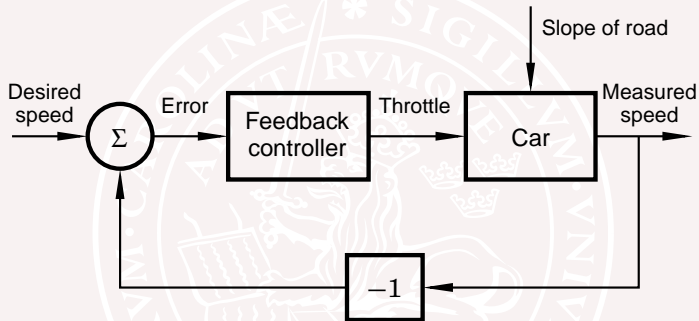 Slope of road
Desired
speed
Error
Feedback
controller
Throttle
Car
Measured
speed
Σ
−1